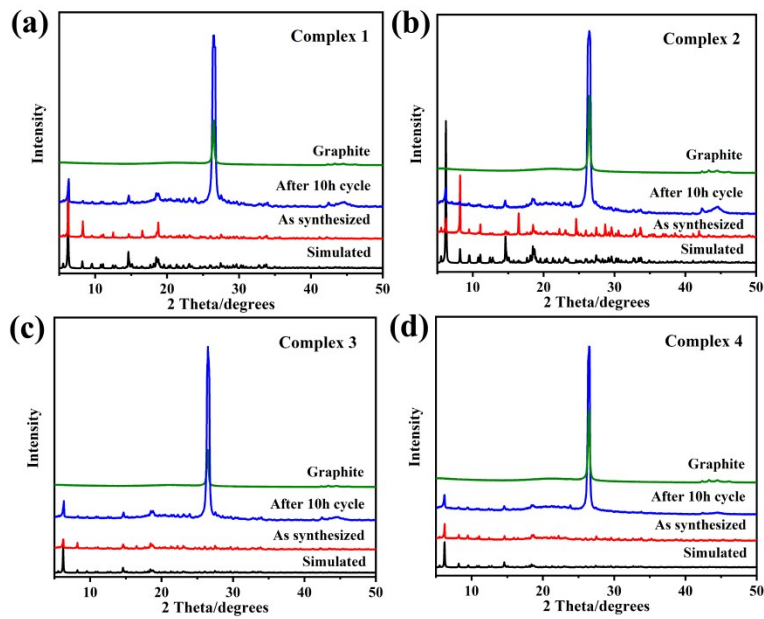 (a)
Complex 1
Intensity
Graphite
After 10h cycle
As synthesized
Simulated
10 20 30 40 50
2 Theta/degrees
(b)
Complex 2
Intensity
Graphite
After 10h cycle
As synthesized
Simulated
10 20 30 40 50
2 Theta/degrees
(c)
Complex 3
Intensity
Graphite
After 10h cycle
As synthesized
Simulated
10 20 30 40 50
2 Theta/degrees
(d)
Complex 4
Intensity
Graphite
After 10h cycle
As synthesized
Simulated
10 20 30 40 50
2 Theta/degrees